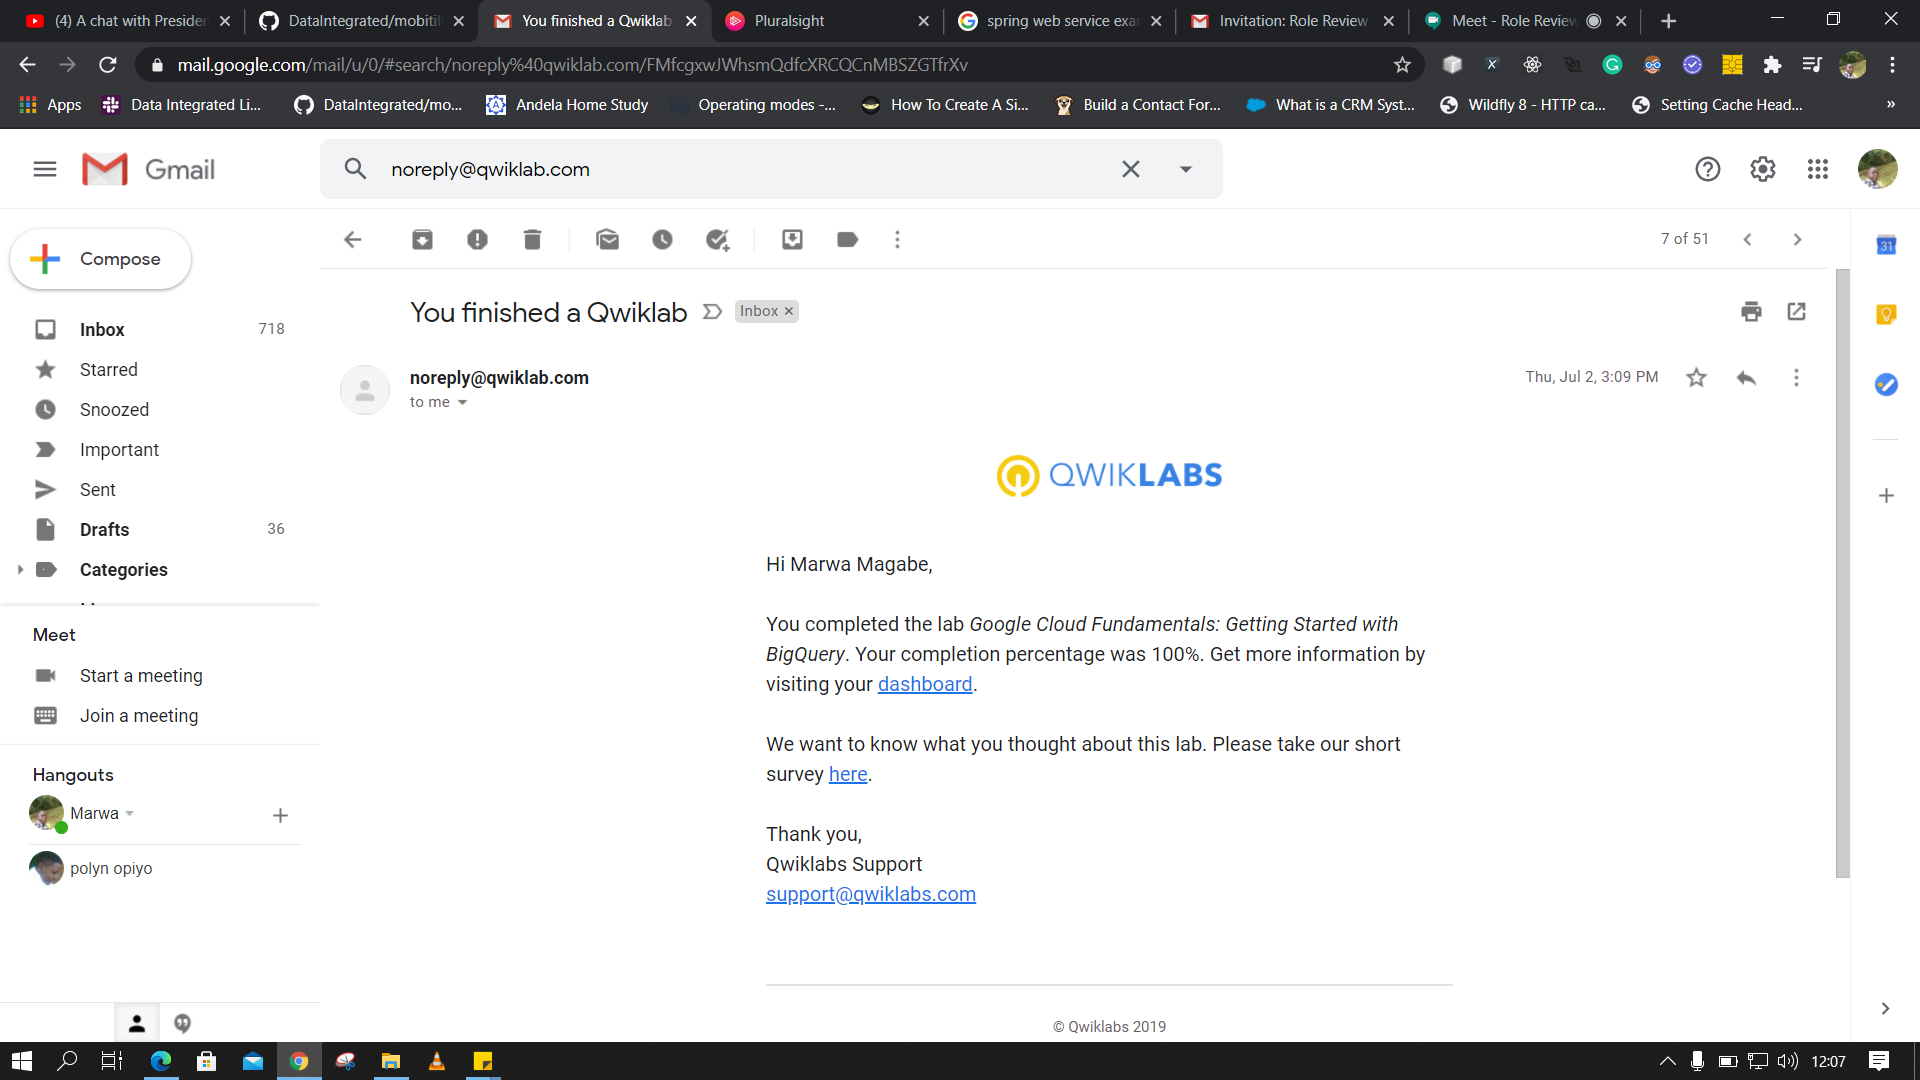 (4) A chat with Presiden
DataIntegrated/mobitil
You finished a Qwiklab
Pluralsight
spring web service exa
Invitation: Role Review
Meet - Role Review
mail.google.com/mail/u/0/#search/noreply%40qwiklab.com/FMfcgxwJWhsmQdfcXRCQCnMBSZGTfrXv
Apps
Data Integrated Li...
DataIntegrated/mo...
Andela Home Study
Operating modes -...
How To Create A Si...
Build a Contact For...
What is a CRM Syst...
Wildfly 8 - HTTP ca...
Setting Cache Head...
»
Gmail
noreply@qwiklab.com
Compose
7 of 51
31
You finished a Qwiklab
Inbox
Inbox 718
Starred
Snoozed
Important
Sent
Drafts 36
Categories
noreply@qwiklab.com
to me
Thu, Jul 2, 3:09 PM
QWIKLABS
Hi Marwa Magabe,
You completed the lab Google Cloud Fundamentals: Getting Started with
BigQuery. Your completion percentage was 100%. Get more information by
visiting your dashboard.
We want to know what you thought about this lab. Please take our short
survey here.
Thank you,
Qwiklabs Support
support@qwiklabs.com
© Qwiklabs 2019
Meet
Start a meeting
Join a meeting
Hangouts
Marwa
polyn opiyo
12:07